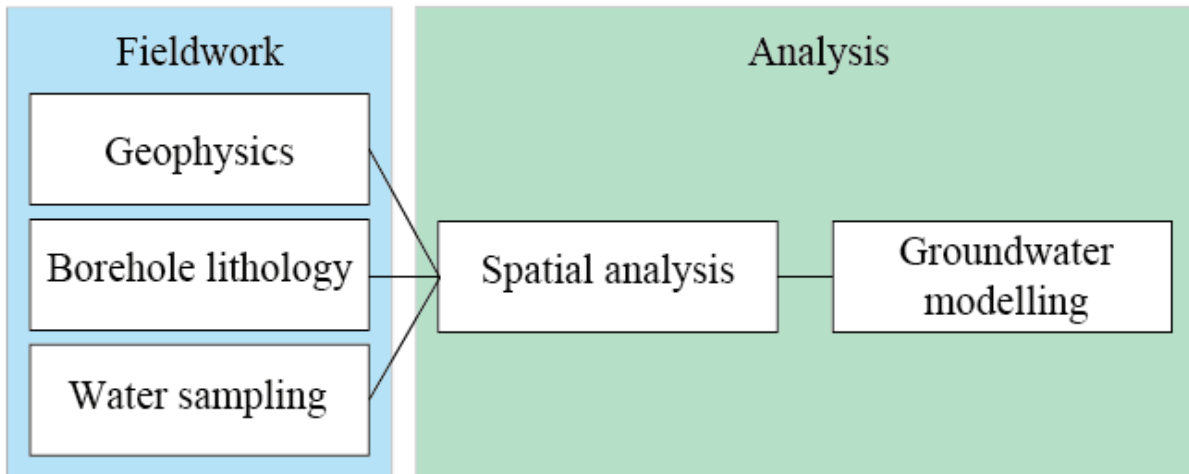 Fieldwork
Geophysics
Borehole lithology
Water sampling
Analysis
Spatial analysis
Groundwater
modelling